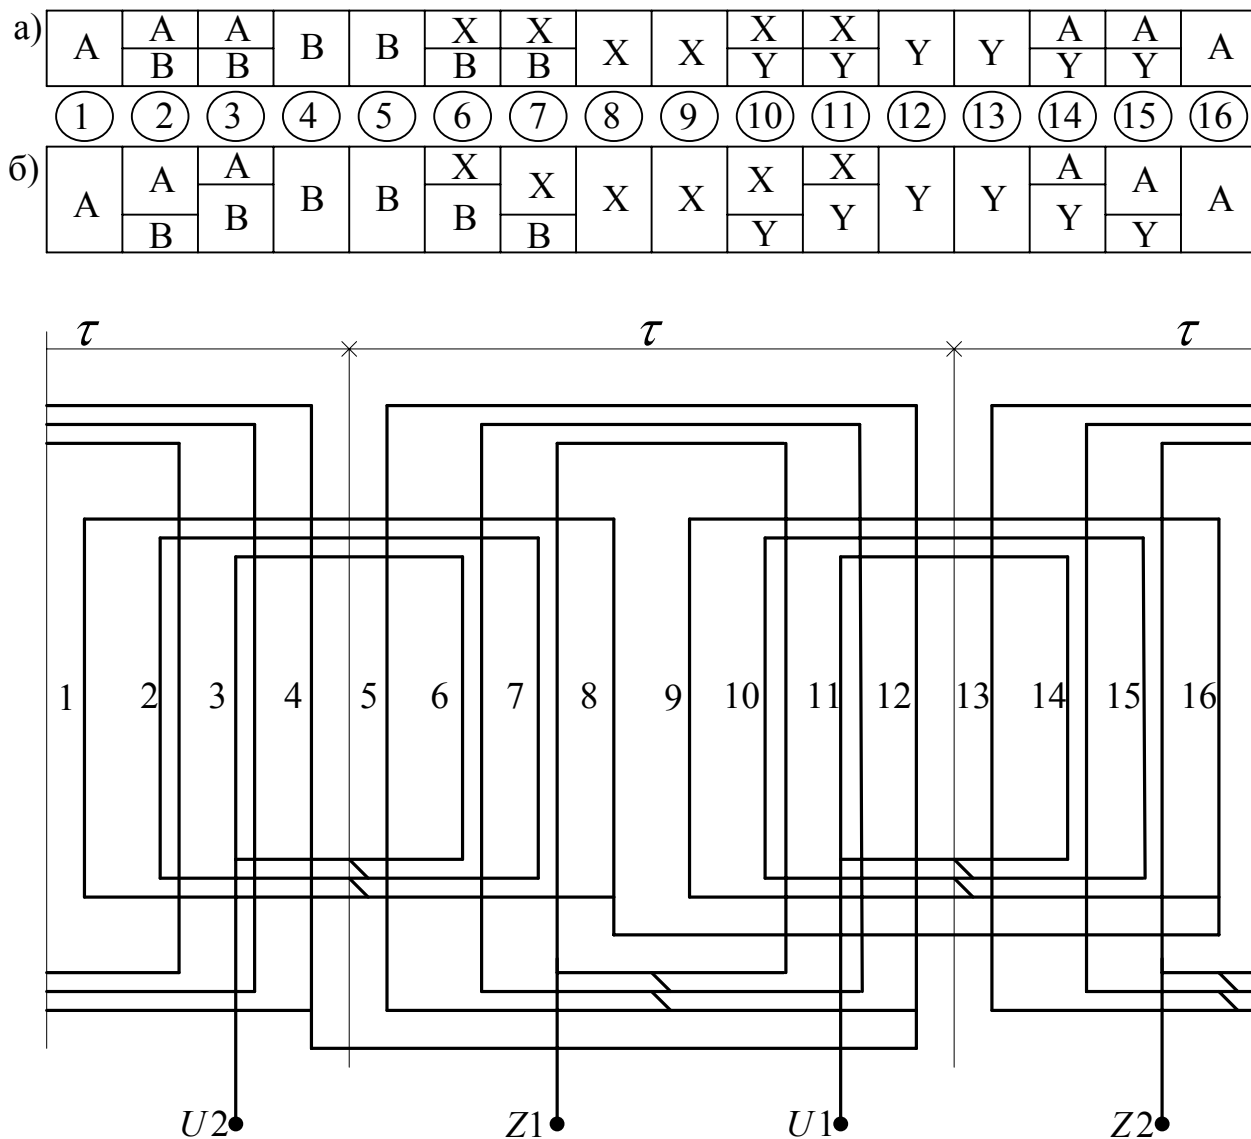 а) A A A B B X X X X X X Y Y A A A
B B B B Y Y Y Y
1 2 3 4 5 6 7 8 9 10 11 12 13 14 15 16
б) A A A B B X X X X X X Y Y A A A
B B B B Y Y Y Y
τ τ τ
1 2 3 4 5 6 7 8 9 10 11 12 13 14 15 16
U2 Z1 U1 Z2